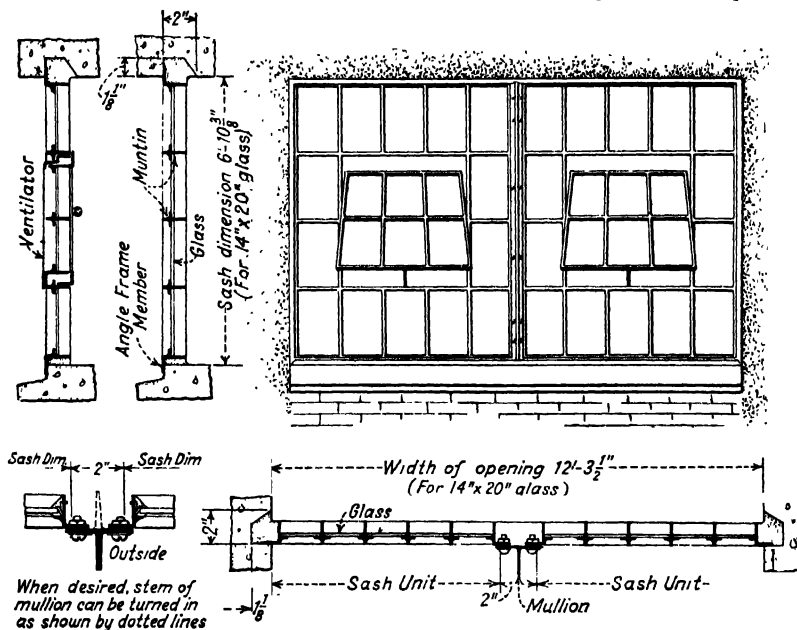 2"
1 1/8"
Ventilator
Muntin
Glass
Angle Frame
Member
Sash dimension 6'-10 3/8"
(For 14"x 20" glass)
Sash Dim.
2"
Sash Dim
Outside
When desired, stem of
mullion can be turned in
as shown by dotted lines
Width of opening 12'-3 1/2"
(For 14"x 20" glass)
Glass
2"
Sash Unit
Sash Unit
2"
Mullion
1 1/8